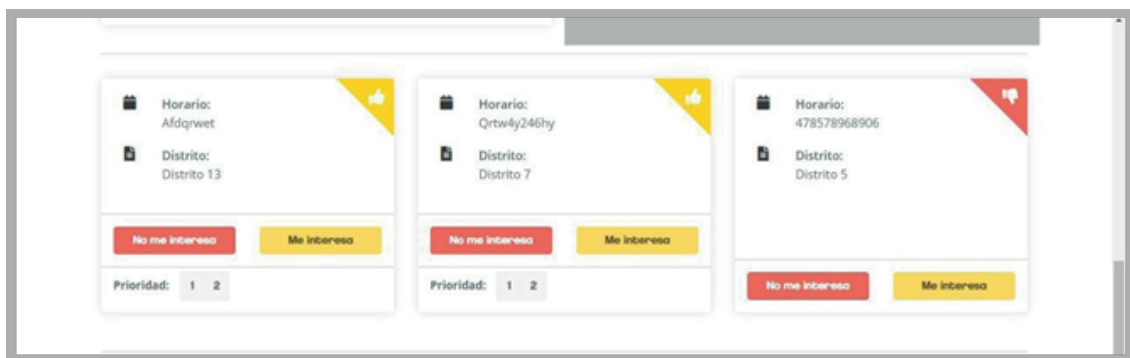 Horario:
Afdqrwet
Distrito:
Distrito 13
No me interesa
Me interesa
Prioridad: 1 2
Horario:
Qrtw4y246hy
Distrito:
Distrito 7
No me interesa
Me interesa
Prioridad: 1 2
Horario:
478578968906
Distrito:
Distrito 5
No me interesa
Me interesa